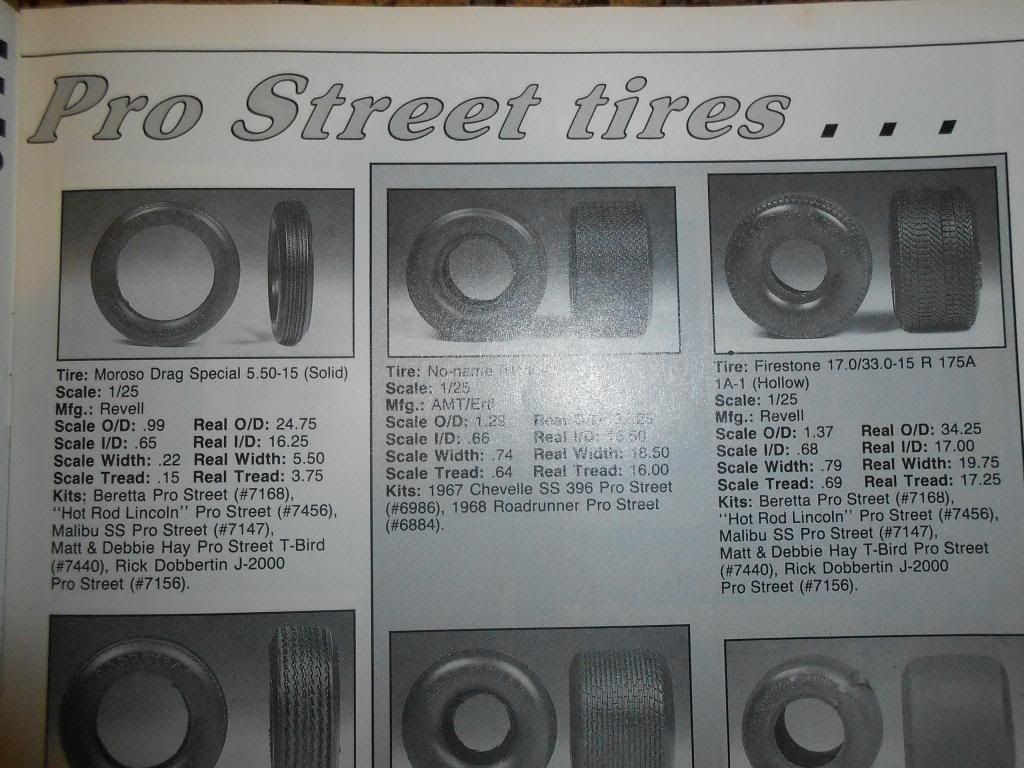 Pro Street tires . . .
Tire: Moroso Drag Special 5.50-15 (Solid)
Scale: 1/25
Mfg.: Revell
Scale O/D: .99 Real O/D: 24.75
Scale I/D: .65 Real I/D: 16.25
Scale Width: .22 Real Width: 5.50
Scale Tread: .15 Real Tread: 3.75
Kits: Beretta Pro Street (#7168),
"Hot Rod Lincoln" Pro Street (#7456),
Malibu SS Pro Street (#7147),
Matt & Debbie Hay Pro Street T-Bird
(#7440), Rick Dobbertin J-2000
Pro Street (#7156).
Tire: No-name
Scale: 1/25
Mfg.: AMT/Ertl
Scale O/D: 1.29 Real O/D:
Scale I/D: .66 Real I/D: 16.50
Scale Width: .74 Real Width: 18.50
Scale Tread: .64 Real Tread: 16.00
Kits: 1967 Chevelle SS 396 Pro Street
(#6986), 1968 Roadrunner Pro Street
(#6884).
Tire: Firestone 17.0/33.0-15 R 175A
1A-1 (Hollow)
Scale: 1/25
Mfg.: Revell
Scale O/D: 1.37 Real O/D: 34.25
Scale I/D: .68 Real I/D: 17.00
Scale Width: .79 Real Width: 19.75
Scale Tread: .69 Real Tread: 17.25
Kits: Beretta Pro Street (#7168),
"Hot Rod Lincoln" Pro Street (#7456),
Malibu SS Pro Street (#7147),
Matt & Debbie Hay T-Bird Pro Street
(#7440), Rick Dobbertin J-2000
Pro Street (#7156).